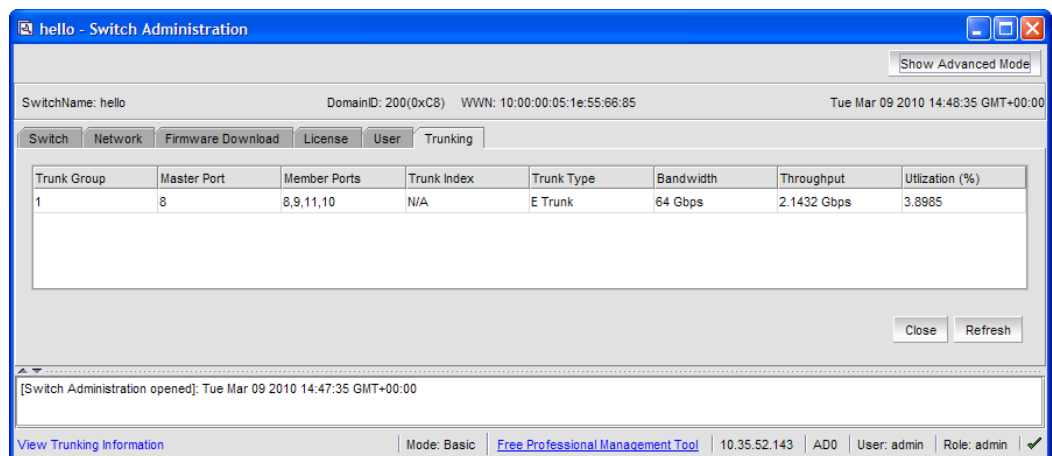 hello - Switch Administration
Show Advanced Mode
SwitchName: hello DomainID: 200(0xC8) WWN: 10:00:00:05:1e:55:66:85 Tue Mar 09 2010 14:48:35 GMT+00:00
Switch Network Firmware Download License User Trunking
Trunk Group Master Port Member Ports Trunk Index Trunk Type Bandwidth Throughput Utlization (%)
1 8 8,9,11,10 N/A E Trunk 64 Gbps 2.1432 Gbps 3.8985
Close Refresh
[Switch Administration opened]: Tue Mar 09 2010 14:47:35 GMT+00:00
View Trunking Information Mode: Basic Free Professional Management Tool 10.35.52.143 AD0 User: admin Role: admin